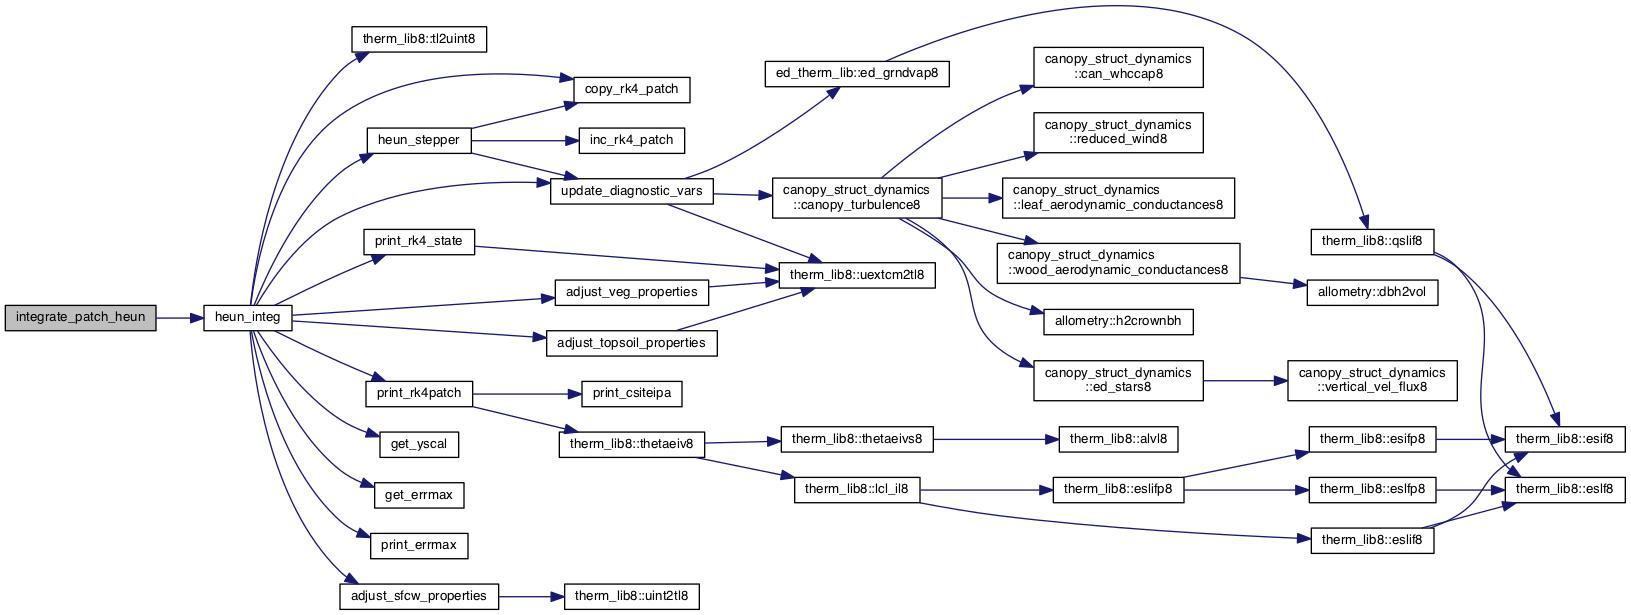 integrate_patch_heun
heun_integ
therm_lib8::tl2uint8
copy_rk4_patch
heun_stepper
inc_rk4_patch
update_diagnostic_vars
print_rk4_state
adjust_veg_properties
adjust_topsoil_properties
print_rk4patch
print_csiteipa
get_yscal
therm_lib8::thetaeiv8
get_errmax
print_errmax
adjust_sfcw_properties
therm_lib8::uint2tl8
ed_therm_lib::ed_grndvap8
canopy_struct_dynamics
::canopy_turbulence8
therm_lib8::uextcm2tl8
therm_lib8::thetaeivs8
therm_lib8::lcl_il8
canopy_struct_dynamics
::can_whccap8
canopy_struct_dynamics
::reduced_wind8
canopy_struct_dynamics
::leaf_aerodynamic_conductances8
canopy_struct_dynamics
::wood_aerodynamic_conductances8
allometry::h2crownbh
canopy_struct_dynamics
::ed_stars8
therm_lib8::alvl8
therm_lib8::eslifp8
therm_lib8::qslif8
allometry::dbh2vol
canopy_struct_dynamics
::vertical_vel_flux8
therm_lib8::esifp8
therm_lib8::eslfp8
therm_lib8::eslif8
therm_lib8::esif8
therm_lib8::eslf8